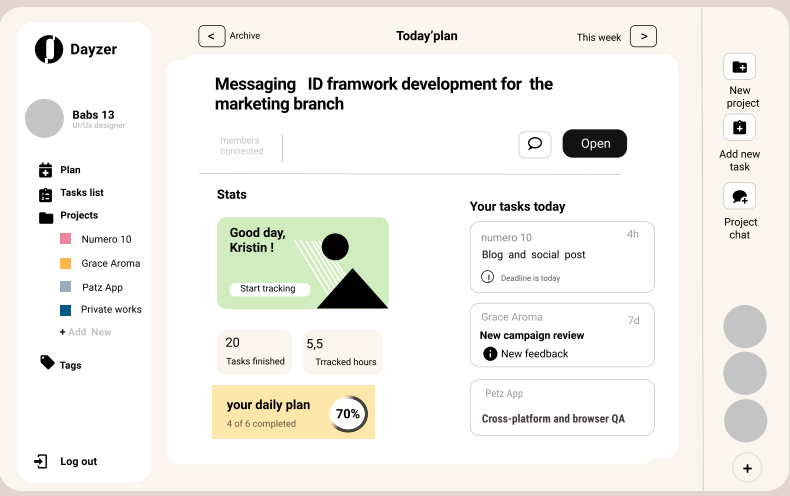 Dayzer
Babs 13
UI/Ux designer
Plan
Tasks list
Projects
Numero 10
Grace Aroma
Patz App
Private works
+ Add New
Tags
Log out
< Archive
Today'plan
This week >
Messaging ID framwork development for the
marketing branch
members
connected
Open
Stats
Good day,
Kristin !
Start tracking
20
Tasks finished
5,5
Trracked hours
your daily plan
4 of 6 completed
70%
Your tasks today
numero 10
4h
Blog and social post
Deadline is today
Grace Aroma
7d
New campaign review
New feedback
Petz App
Cross-platform and browser QA
New
project
Add new
task
Project
chat
+